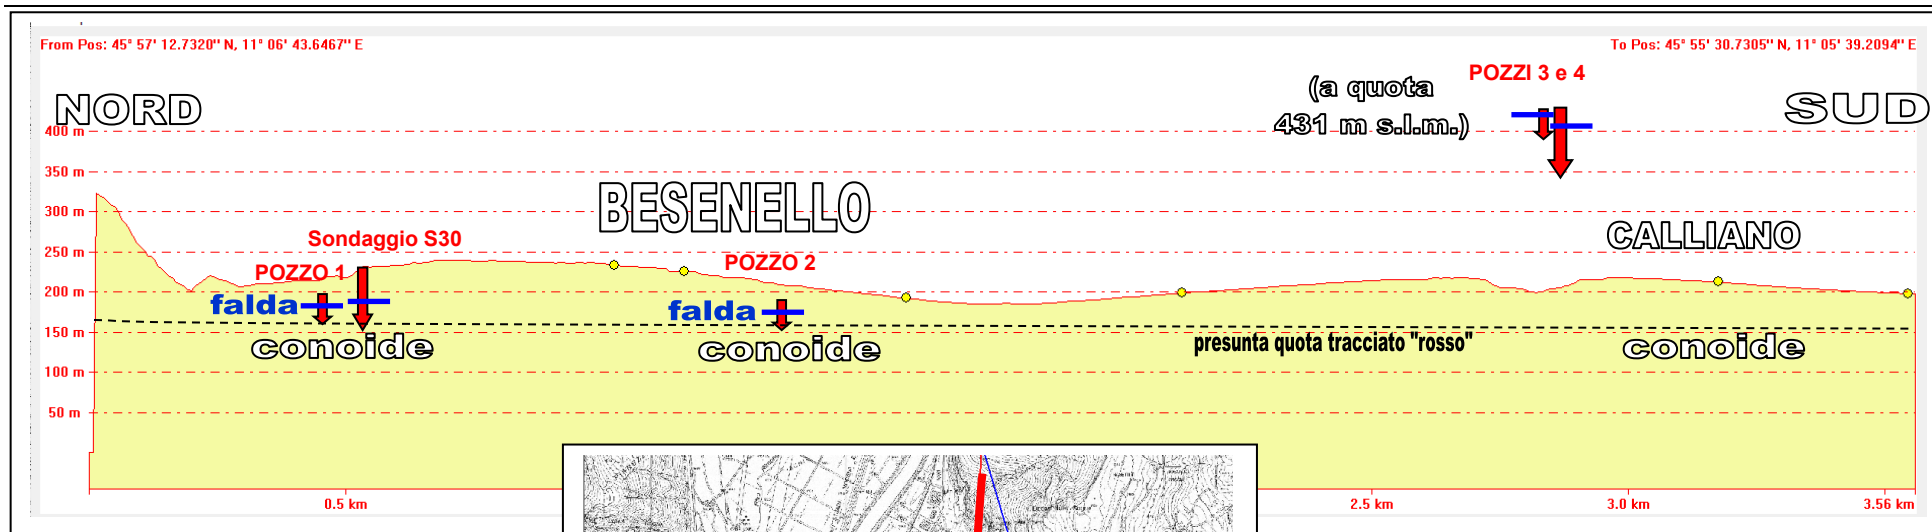 From Pos: 45° 57' 12.7320" N, 11° 06' 43.6467" E
To Pos: 45° 55' 30.7305" N, 11° 05' 39.2094" E
POZZI 3 e 4
(a quota
431 m s.l.m.)
NORD
SUD
400 m
350 m
300 m
250 m
200 m
150 m
100 m
50 m
BESENELLO
CALLIANO
Sondaggio S30
POZZO 1
POZZO 2
falda
falda
conoide
conoide
presunta quota tracciato "rosso"
conoide
0.5 km
2.5 km
3.0 km
3.56 km